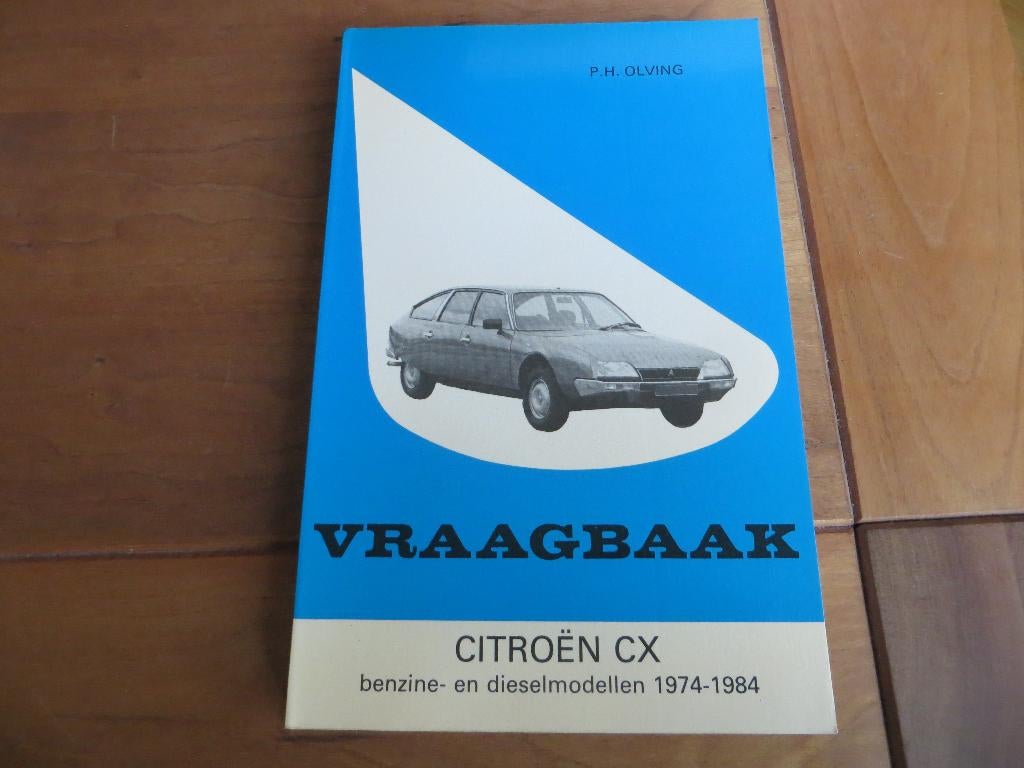 P.H. OLVING
VRAAGBAAK
CITROËN CX
benzine- en dieselmodellen 1974-1984